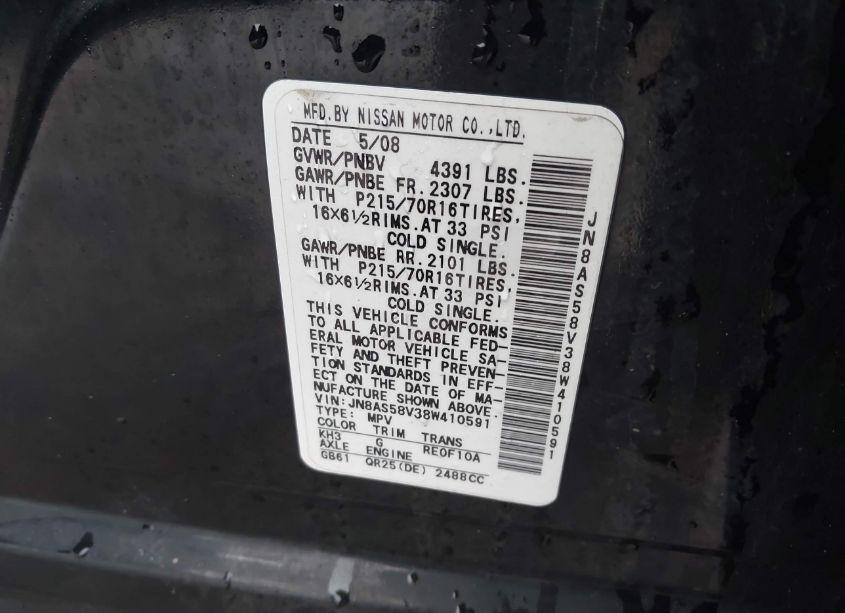 MFD.BY NISSAN MOTOR CO.,LTD.
DATE 5/08
GVWR/PNBV 4391 LBS.
GAWR/PNBE FR. 2307 LBS.
WITH P215/70R16TIRES,
16X6½RIMS.AT 33 PSI
COLD SINGLE.
GAWR/PNBE RR. 2101 LBS.
WITH P215/70R16TIRES,
16X6½RIMS.AT 33 PSI
COLD SINGLE.
THIS VEHICLE CONFORMS
TO ALL APPLICABLE FED-
ERAL MOTOR VEHICLE SA-
FETY AND THEFT PREVEN-
TION STANDARDS IN EFF-
ECT ON THE DATE OF MA-
NUFACTURE SHOWN ABOVE.
VIN:JN8AS58V38W410591
TYPE: MPV
COLOR TRIM TRANS
KH3 G RE0F10A
AXLE ENGINE
GB61 QR25(DE) 2488CC
JN8AS58V38W410591